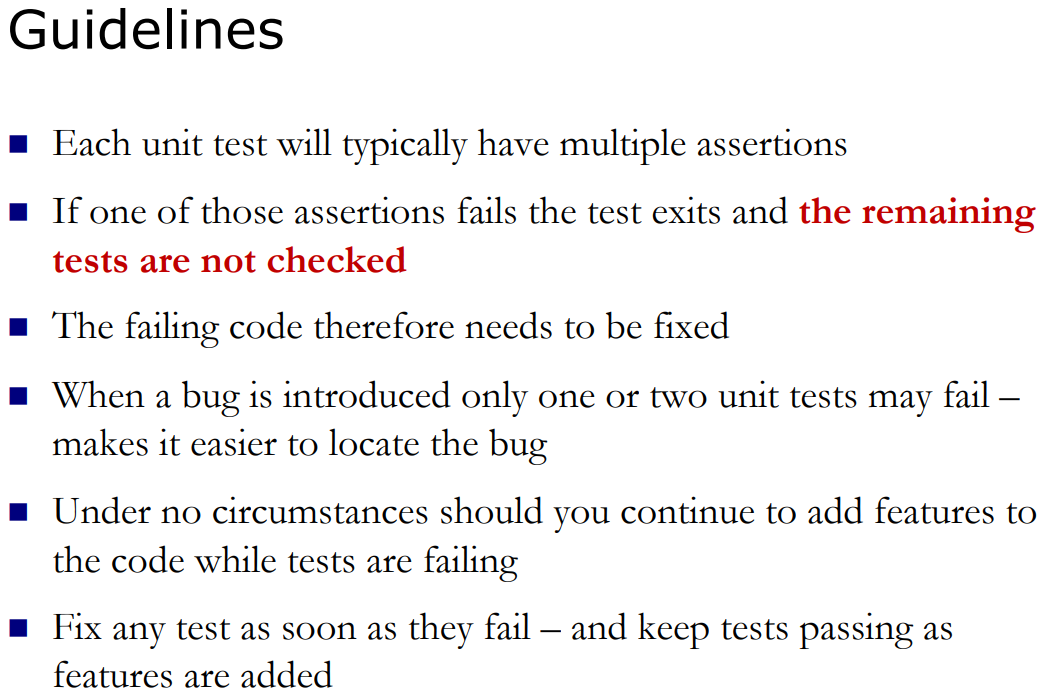 Guidelines
Each unit test will typically have multiple assertions
If one of those assertions fails the test exits and the remaining
tests are not checked
The failing code therefore needs to be fixed
When a bug is introduced only one or two unit tests may fail –
makes it easier to locate the bug
Under no circumstances should you continue to add features to
the code while tests are failing
Fix any test as soon as they fail – and keep tests passing as
features are added